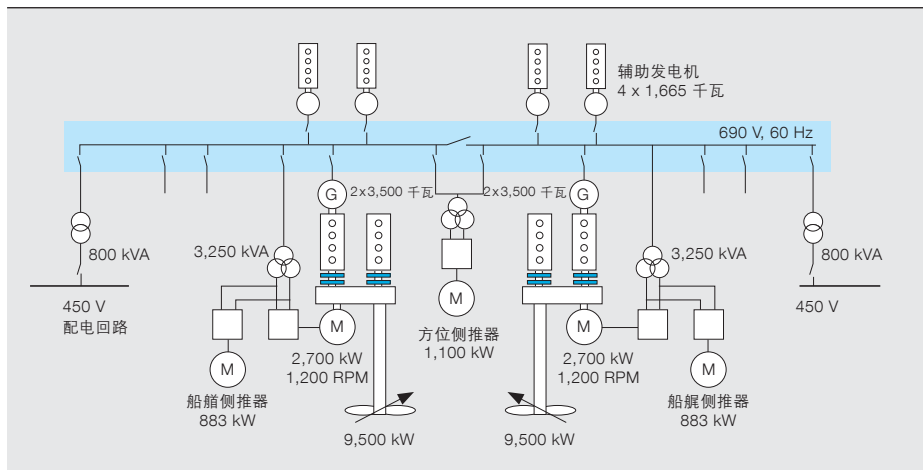 辅助发电机
4 x 1,665 千瓦
690 V, 60 Hz
G
2x3,500 千瓦
2x3,500 千瓦
G
800 kVA
3,250 kVA
3,250 kVA
800 kVA
450 V
配电回路
M
M
M
450 V
方位侧推器
1,100 kW
2,700 kW
1,200 RPM
2,700 kW
1,200 RPM
M
M
船艏侧推器
883 kW
船艉侧推器
883 kW
9,500 kW
9,500 kW